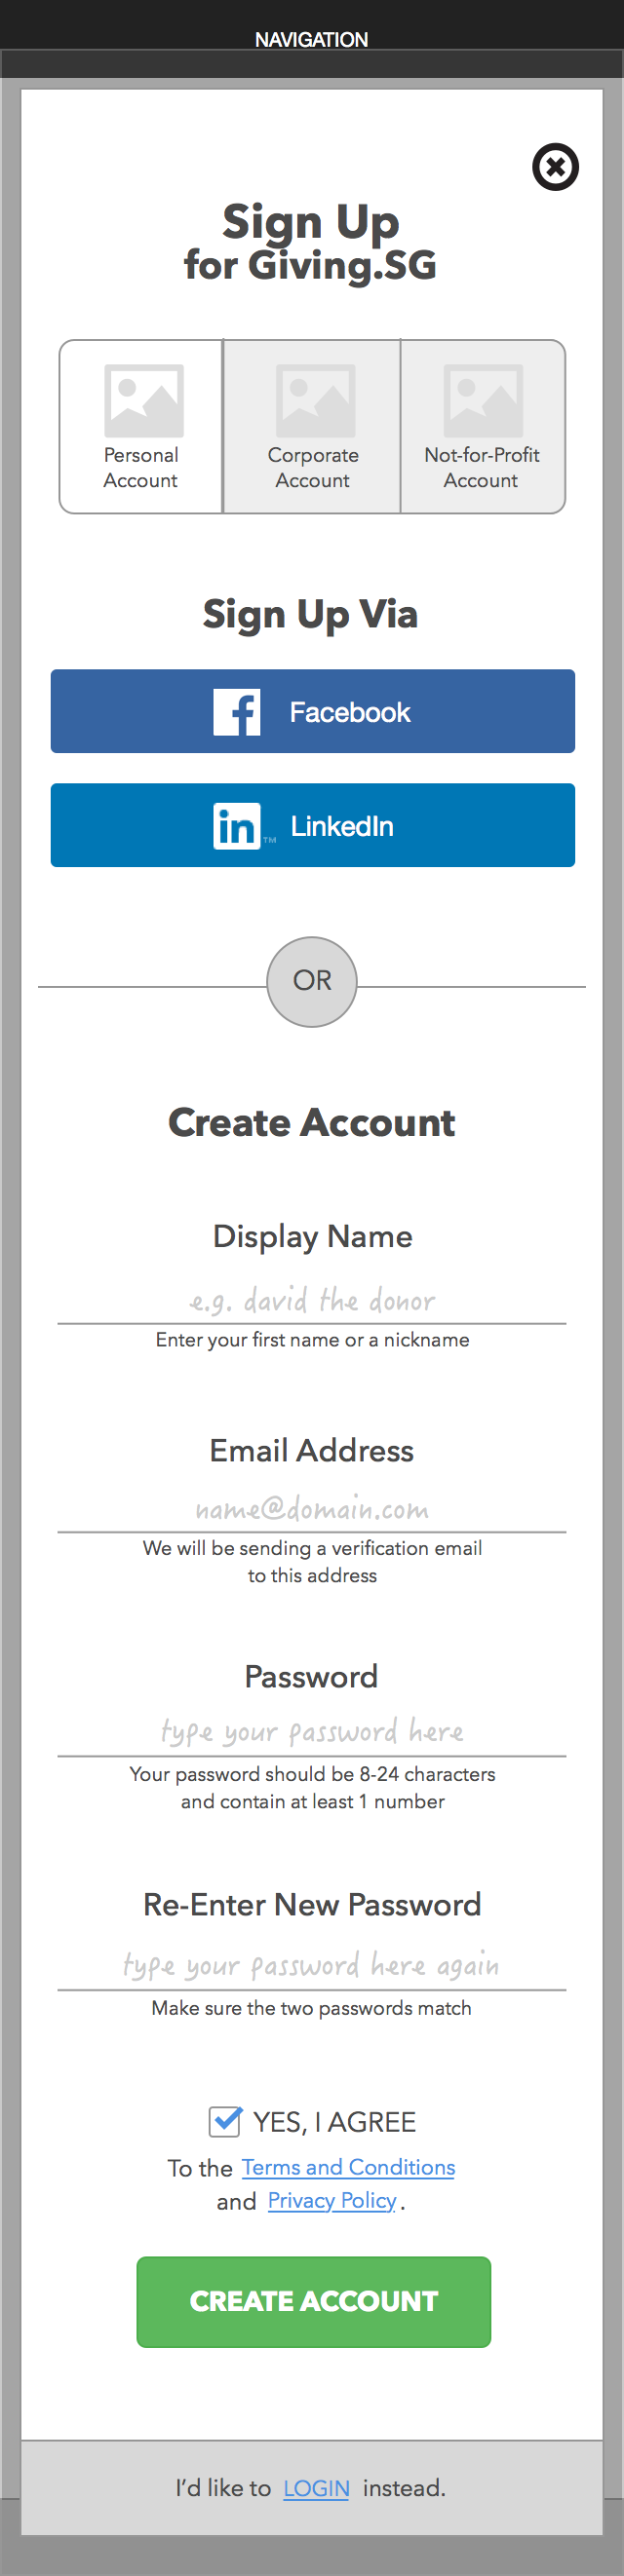 NAVIGATION
Sign Up
for Giving.SG
Personal
Account
Corporate
Account
Not-for-Profit
Account
Sign Up Via
Facebook
in™ LinkedIn
OR
Create Account
Display Name
e.g. david the donor
Enter your first name or a nickname
Email Address
name@domain.com
We will be sending a verification email
to this address
Password
type your password here
Your password should be 8-24 characters
and contain at least 1 number
Re-Enter New Password
type your password here again
Make sure the two passwords match
YES, I AGREE
To the Terms and Conditions
and Privacy Policy.
CREATE ACCOUNT
I'd like to LOGIN instead.